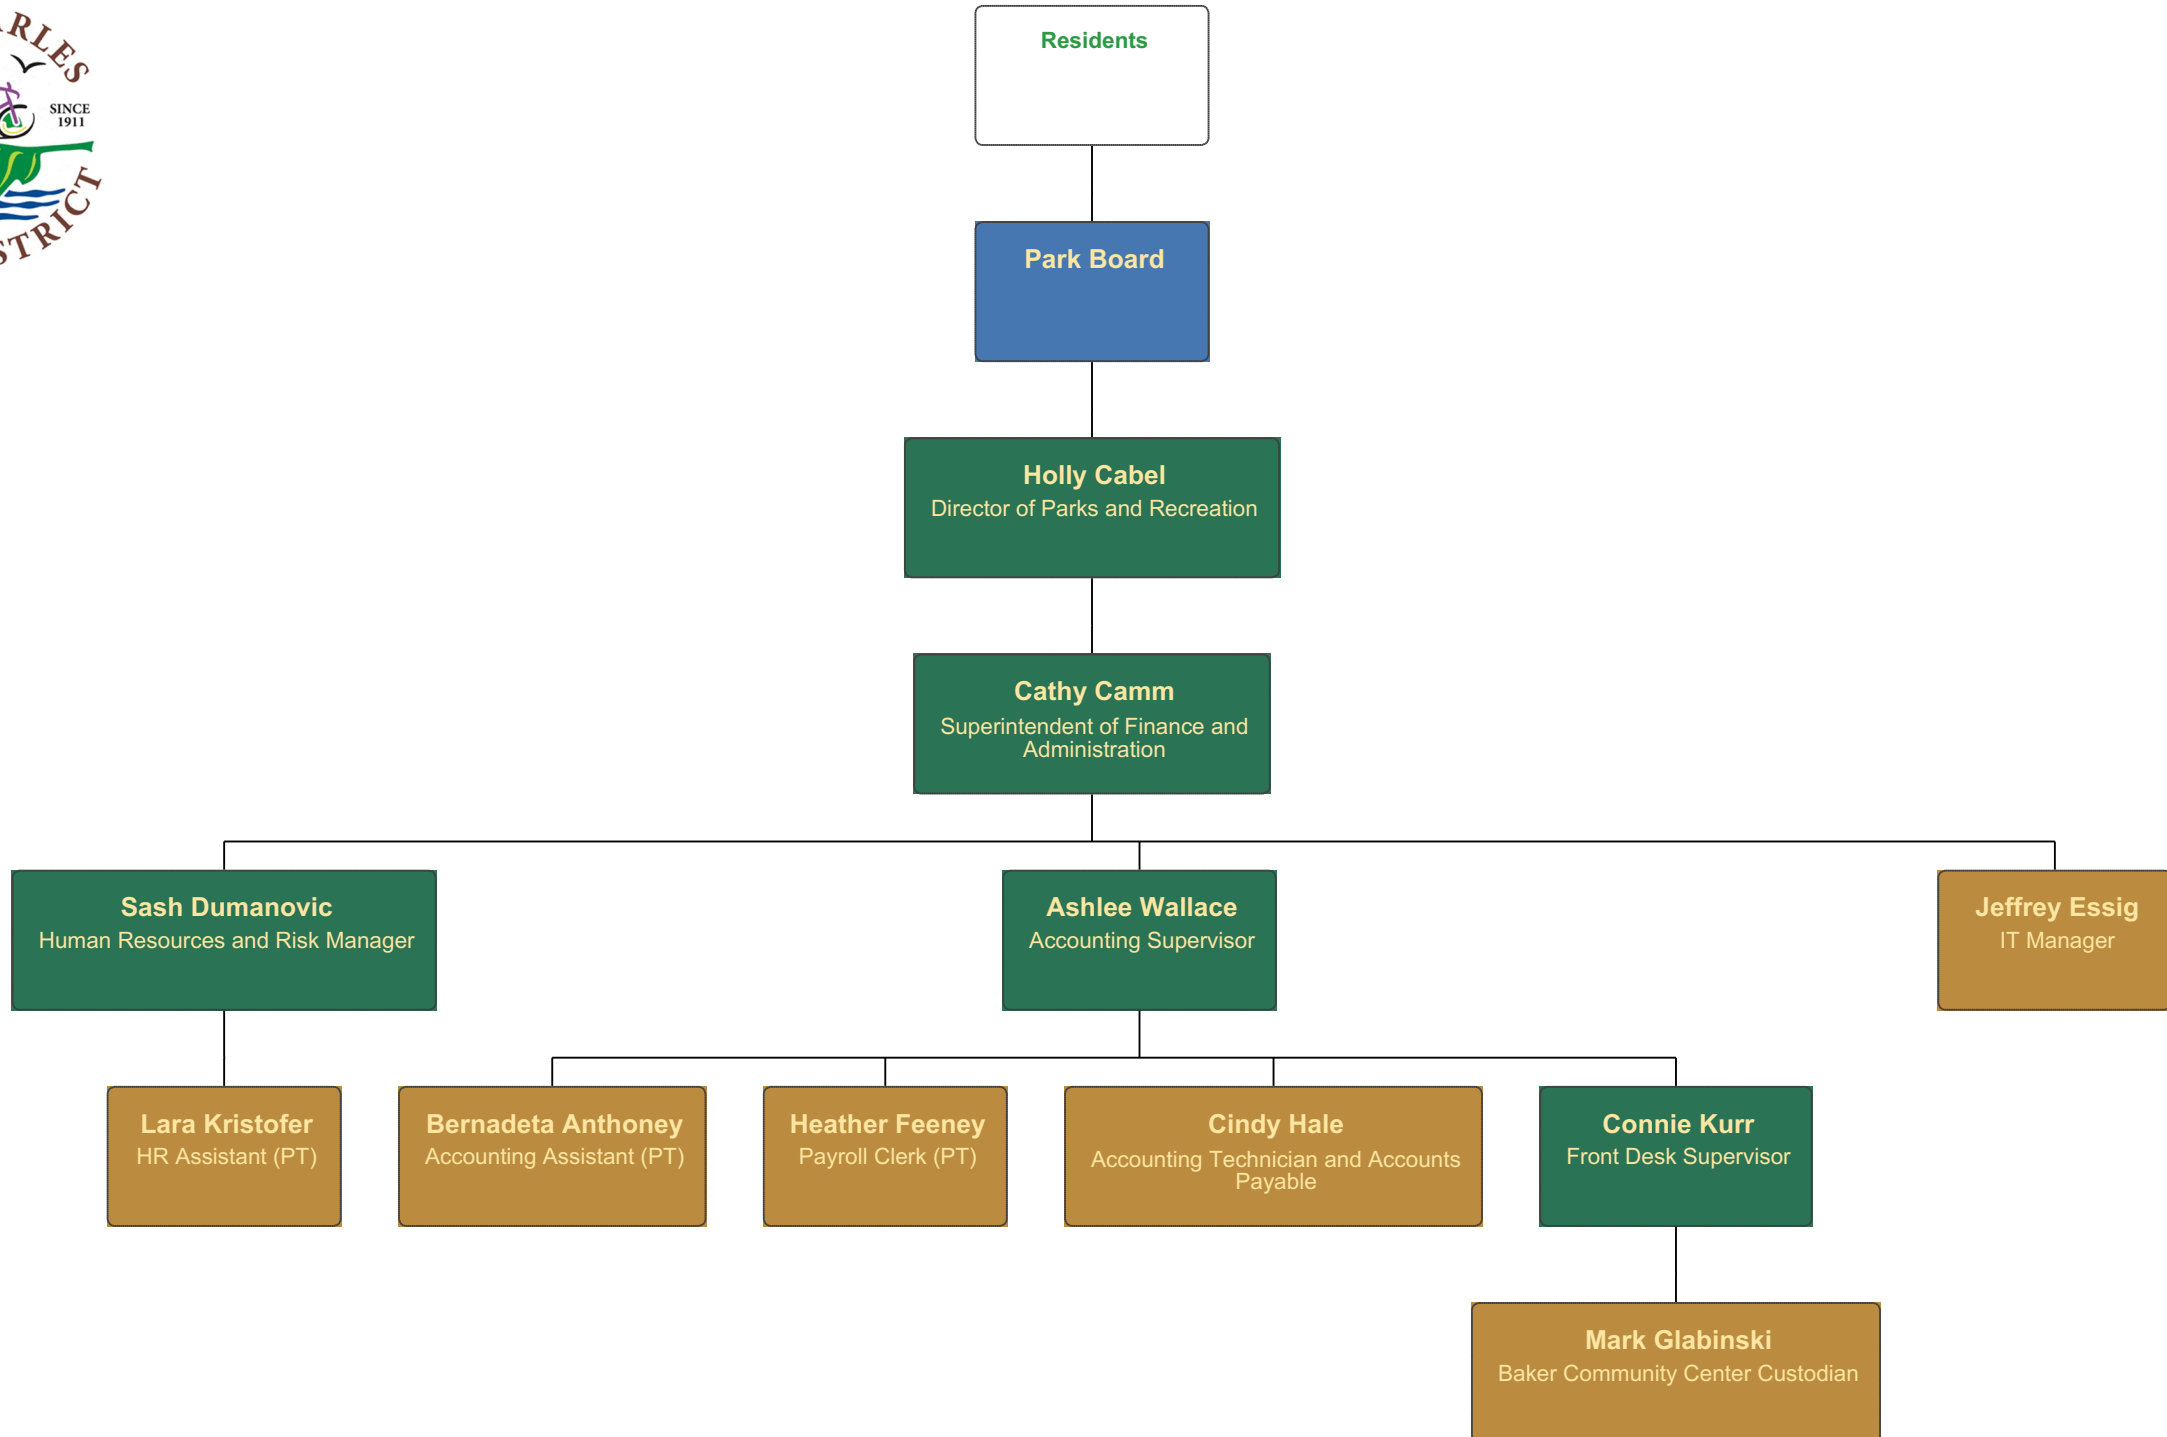 SINCE
1911
Residents
Park Board
Holly Cabel
Director of Parks and Recreation
Cathy Camm
Superintendent of Finance and
Administration
Sash Dumanovic
Human Resources and Risk Manager
Ashlee Wallace
Accounting Supervisor
Jeffrey Essig
IT Manager
Lara Kristofer
HR Assistant (PT)
Bernadeta Anthoney
Accounting Assistant (PT)
Heather Feeney
Payroll Clerk (PT)
Cindy Hale
Accounting Technician and Accounts
Payable
Connie Kurr
Front Desk Supervisor
Mark Glabinski
Baker Community Center Custodian